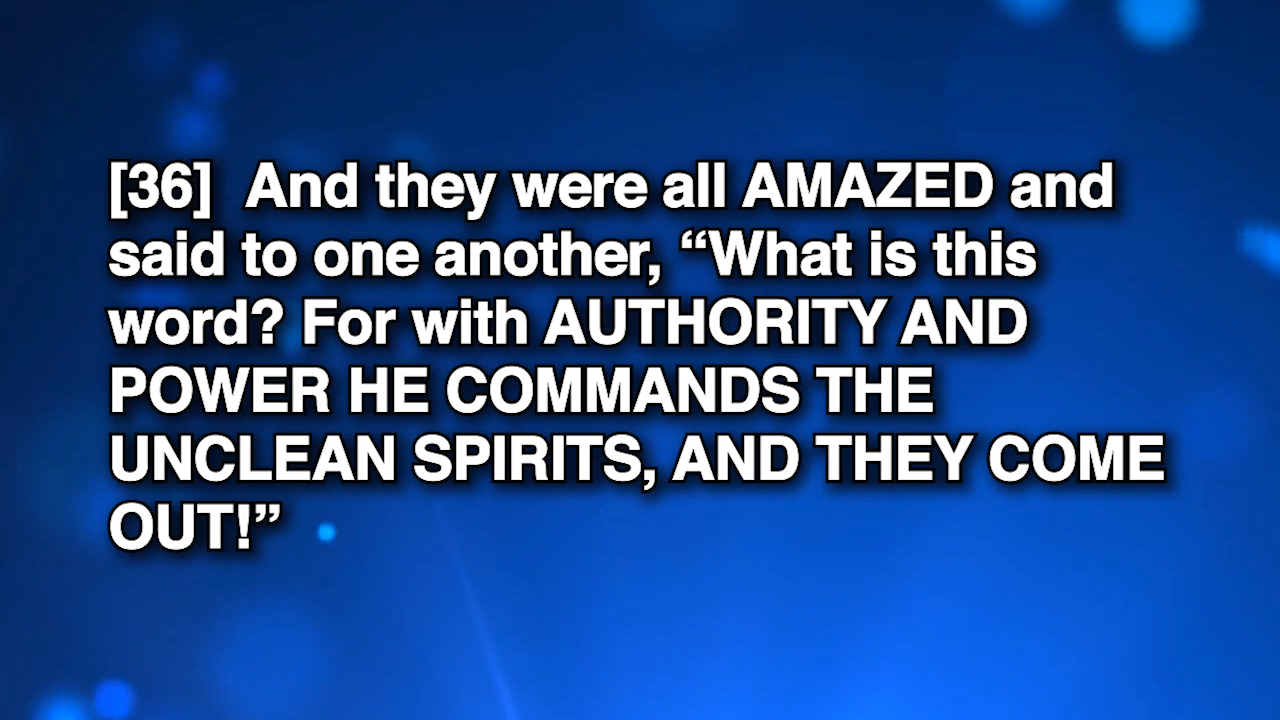 [36]  And they were all AMAZED and
said to one another, “What is this
word? For with AUTHORITY AND
POWER HE COMMANDS THE
UNCLEAN SPIRITS, AND THEY COME
OUT!”